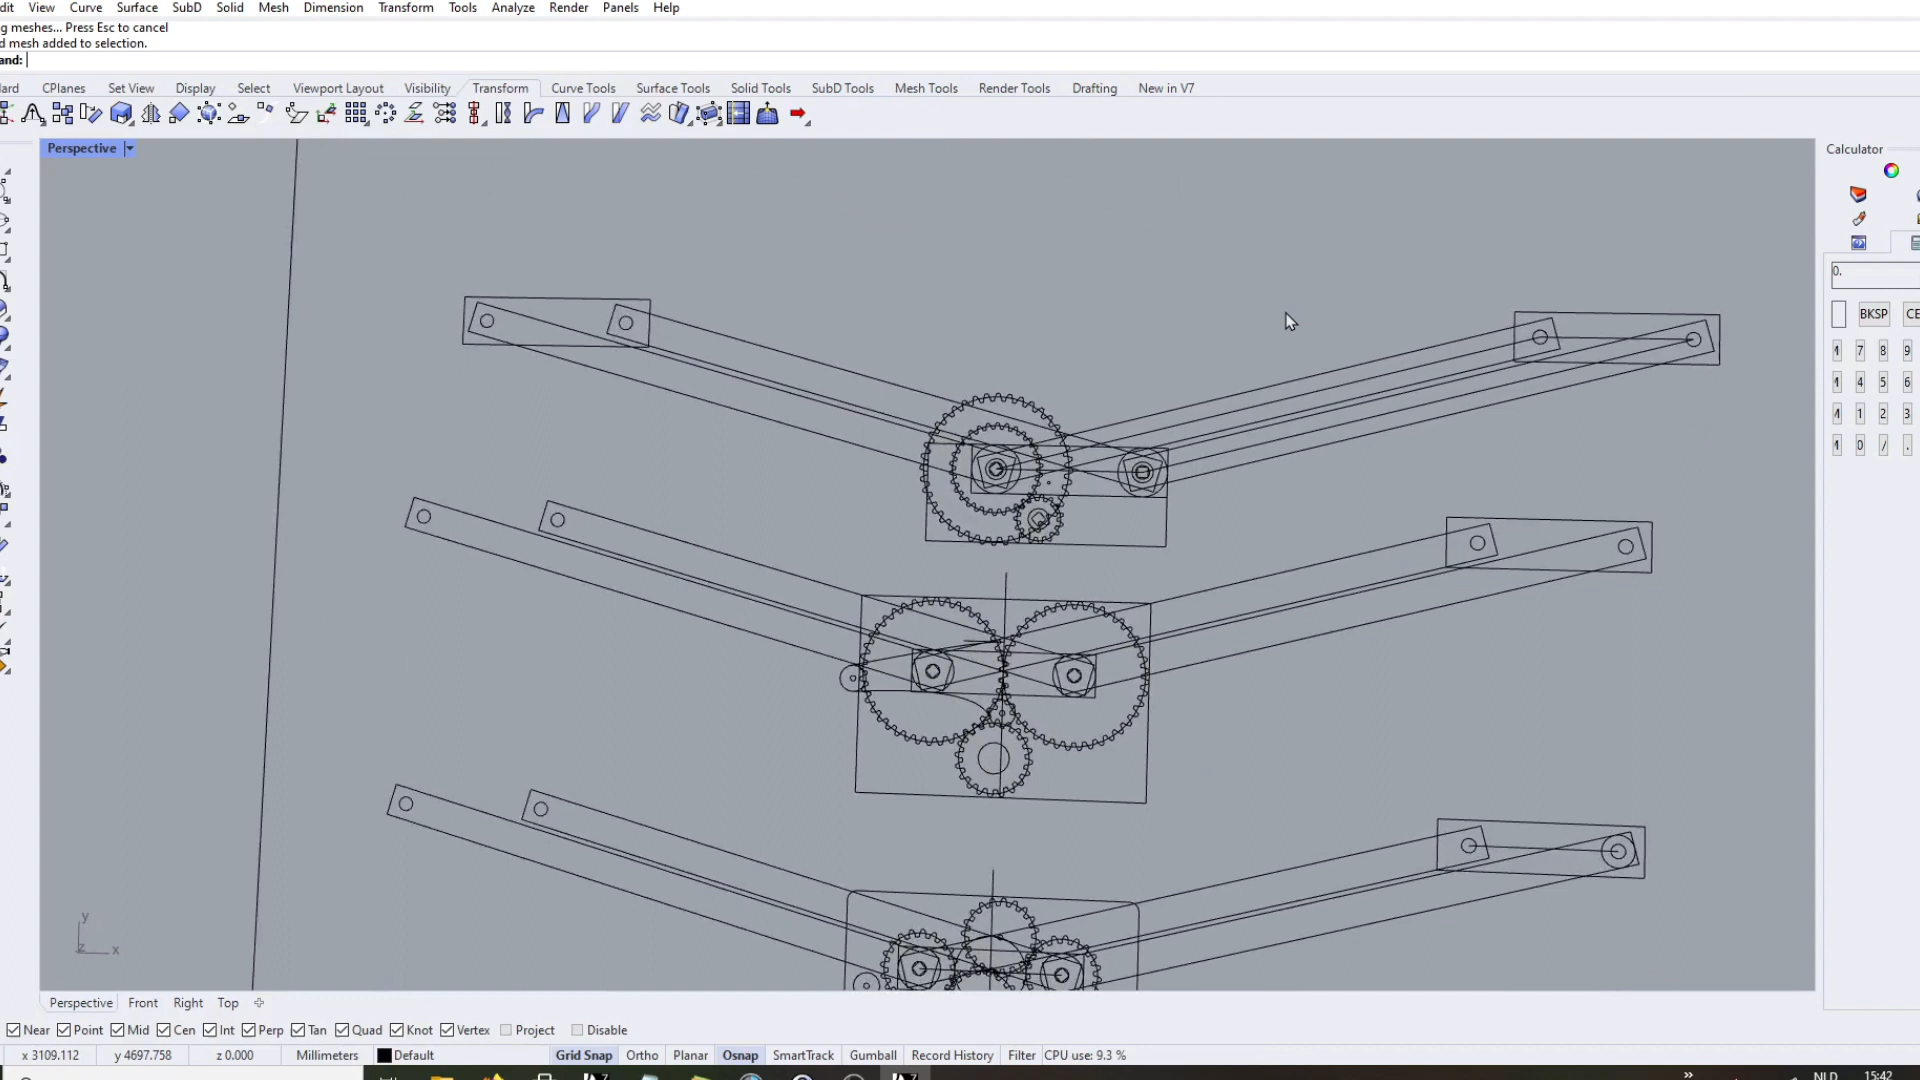 dit View Curve Surface SubD Solid Mesh Dimension Transform Tools Analyze Render Panels Help
g meshes... Press Esc to cancel
d mesh added to selection.
and:
dard CPlanes Set View Display Select Viewport Layout Visibility Transform Curve Tools Surface Tools Solid Tools SubD Tools Mesh Tools Render Tools Drafting New in V7
Perspective
Calculator
0.
BKSP CE
7 8 9
4 5 6
1 2 3
0 / .
y
z x
Perspective Front Right Top
Near Point Mid Cen Int Perp Tan Quad Knot Vertex Project Disable
x 3109.112 y 4697.758 z 0.000 Millimeters Default Grid Snap Ortho Planar Osnap SmartTrack Gumball Record History Filter CPU use: 9.3 %
NLD 15:42